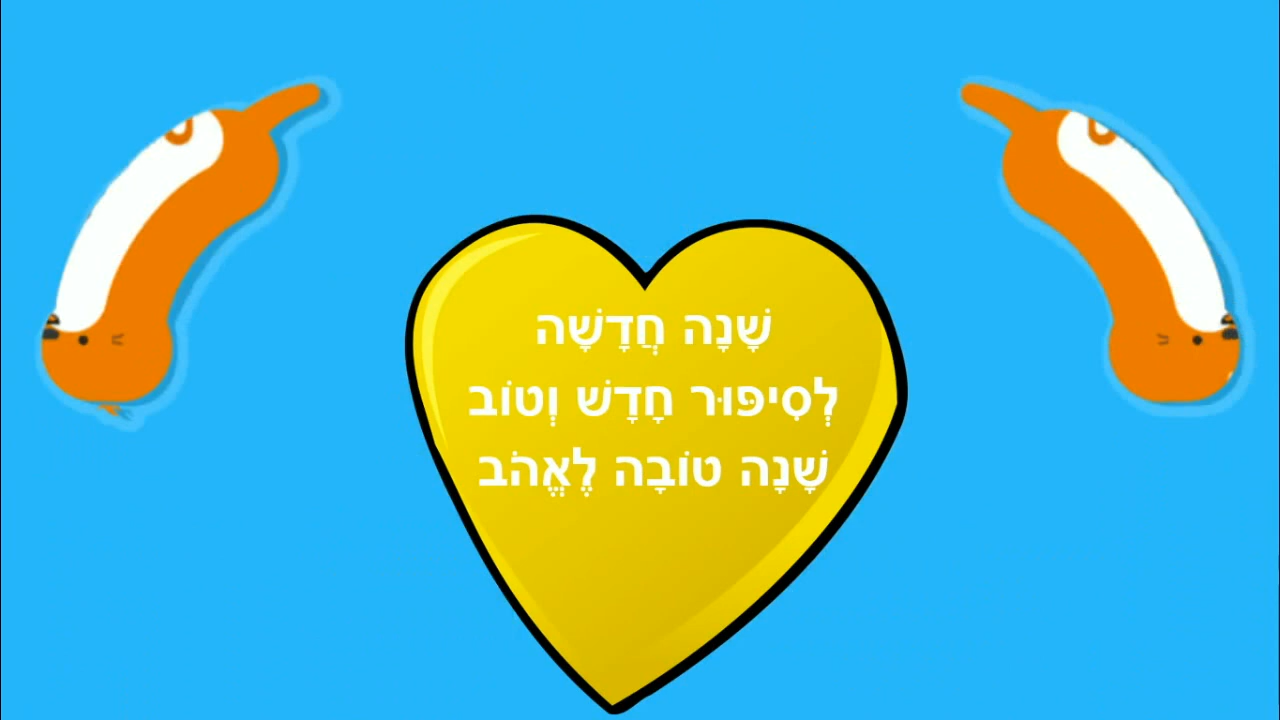 שָׁנָה חֲדָשָׁה
לְסִיפּוּר חָדָשׁ וְטוֹב
שָׁנָה טוֹבָה לֶאֱהֹב